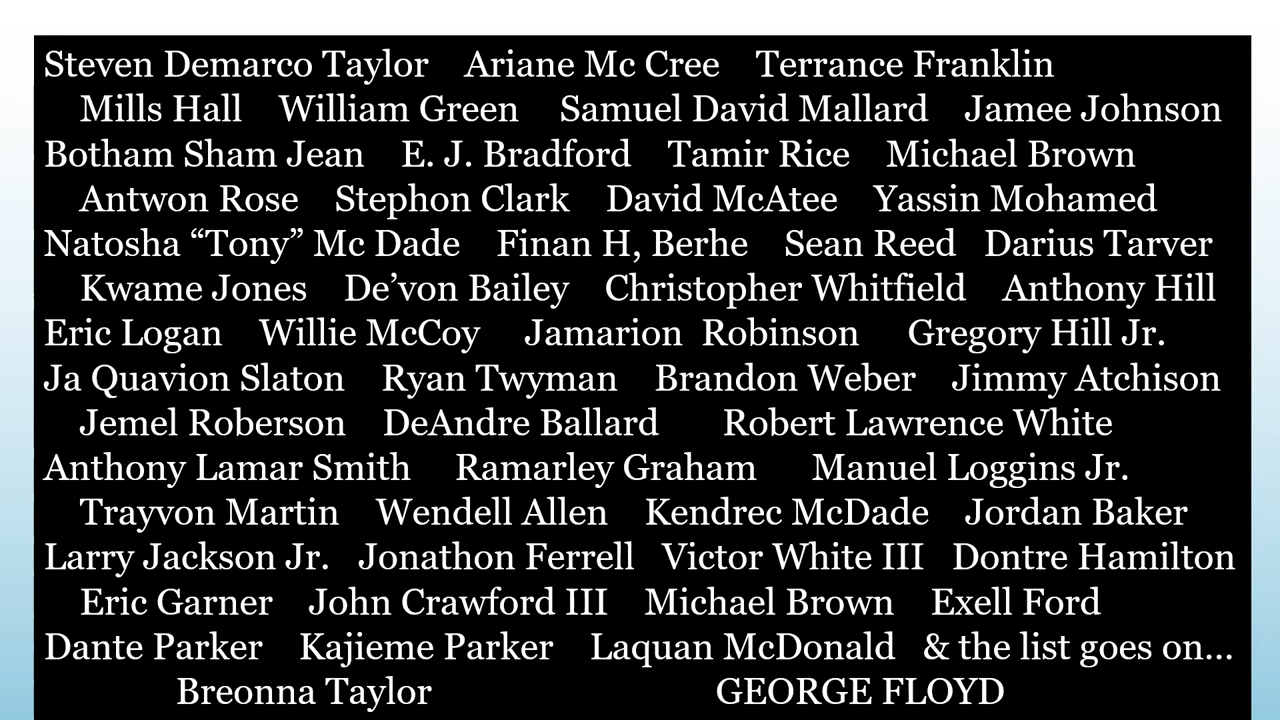 Steven Demarco Taylor Ariane Mc Cree Terrance Franklin
Mills Hall William Green Samuel David Mallard Jamee Johnson
Botham Sham Jean E. J. Bradford Tamir Rice Michael Brown
Antwon Rose Stephon Clark David McAtee Yassin Mohamed
Natosha “Tony” Mc Dade Finan H, Berhe Sean Reed Darius Tarver
Kwame Jones De’von Bailey Christopher Whitfield Anthony Hill
Eric Logan Willie McCoy Jamarion Robinson Gregory Hill Jr.
Ja Quavion Slaton Ryan Twyman Brandon Weber Jimmy Atchison
Jemel Roberson DeAndre Ballard Robert Lawrence White
Anthony Lamar Smith Ramarley Graham Manuel Loggins Jr.
Trayvon Martin Wendell Allen Kendrec McDade Jordan Baker
Larry Jackson Jr. Jonathon Ferrell Victor White III Dontre Hamilton
Eric Garner John Crawford III Michael Brown Exell Ford
Dante Parker Kajieme Parker Laquan McDonald & the list goes on...
Breonna Taylor GEORGE FLOYD